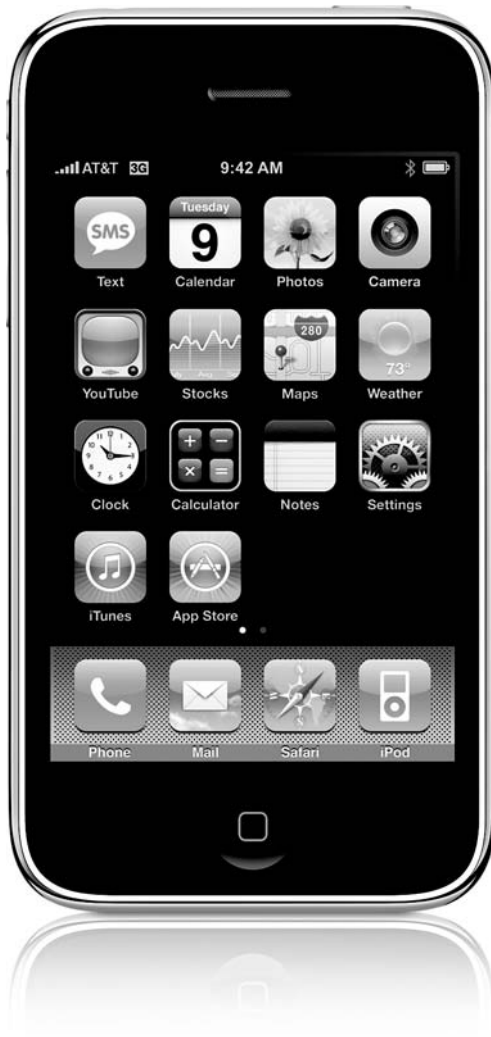 AT&T 3G 9:42 AM
SMS Tuesday 9
Text Calendar Photos Camera
280 73°
YouTube Stocks Maps Weather
Clock Calculator Notes Settings
iTunes App Store
Phone Mail Safari iPod